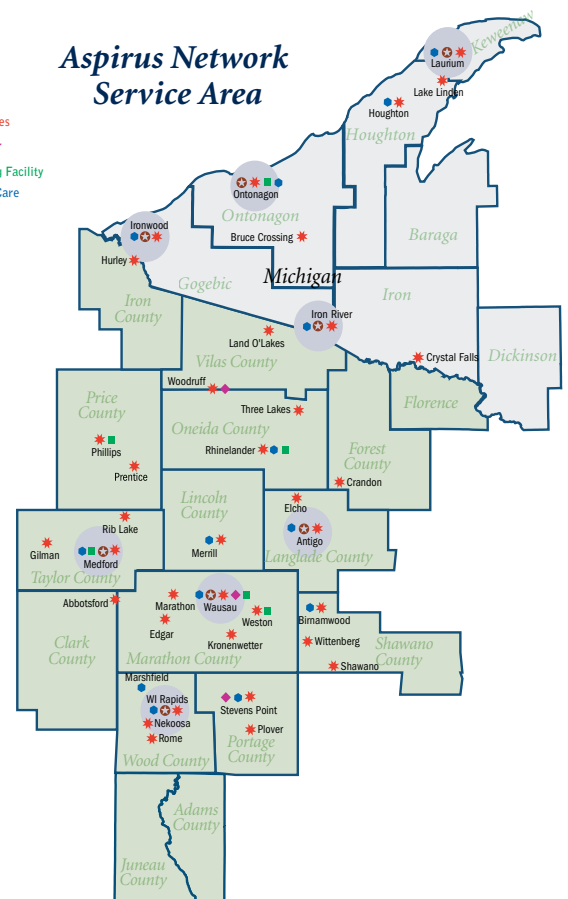 Aspirus Network
Service Area
es
g Facility
Care
Keweenaw
Laurium
Lake Linden
Houghton
Houghton
Ontonagon
Ontonagon
Bruce Crossing
Baraga
Ironwood
Hurley
Gogebic
Michigan
Iron
Iron
County
Iron River
Land O'Lakes
Vilas County
Crystal Falls
Dickinson
Woodruff
Florence
Price
County
Three Lakes
Oneida County
Phillips
Rhinelander
Forest
County
Prentice
Crandon
Lincoln
County
Elcho
Rib Lake
Gilman
Medford
Merrill
Antigo
Taylor County
Langlade County
Abbotsford
Marathon
Wausau
Weston
Birnamwood
Edgar
Kronenwetter
Wittenberg
Clark
County
Marathon County
Shawano
County
Shawano
Marshfield
WI Rapids
Stevens Point
Nekoosa
Plover
Rome
Portage
County
Wood County
Adams
County
Juneau
County